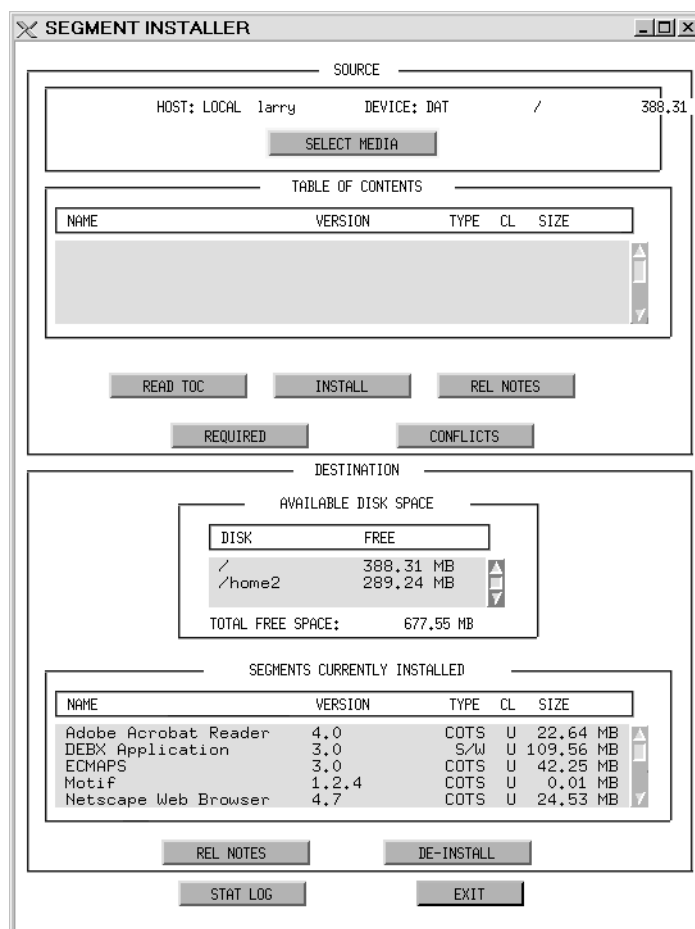 SEGMENT INSTALLER
SOURCE
HOST: LOCAL larry DEVICE: DAT / 388.31
SELECT MEDIA
TABLE OF CONTENTS
NAME VERSION TYPE CL SIZE
READ TOC INSTALL REL NOTES
REQUIRED CONFLICTS
DESTINATION
AVAILABLE DISK SPACE
DISK FREE
/ 388.31 MB
/home2 289.24 MB
TOTAL FREE SPACE: 677.55 MB
SEGMENTS CURRENTLY INSTALLED
NAME VERSION TYPE CL SIZE
Adobe Acrobat Reader 4.0 COTS U 22.64 MB
DEBX Application 3.0 S/W U 109.56 MB
ECMAPS 3.0 COTS U 42.25 MB
Motif 1.2.4 COTS U 0.01 MB
Netscape Web Browser 4.7 COTS U 24.53 MB
REL NOTES DE-INSTALL
STAT LOG EXIT